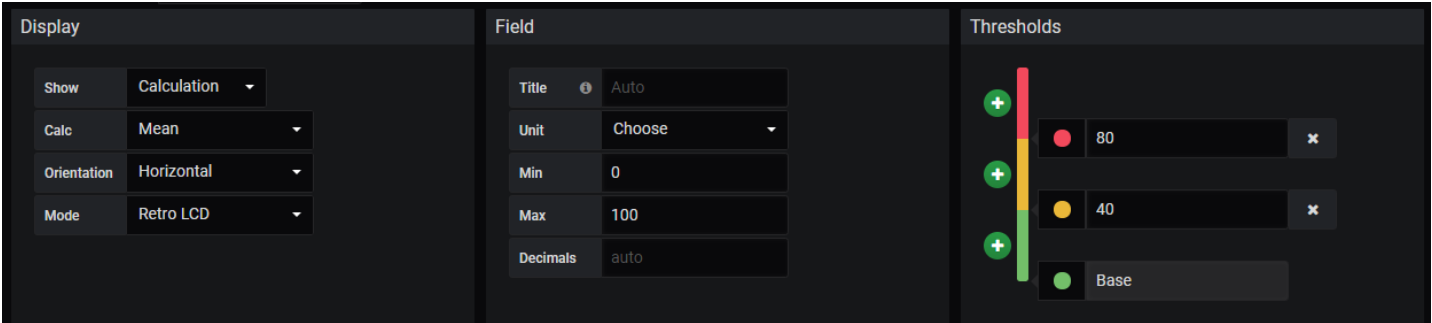 Display
Show Calculation
Calc Mean
Orientation Horizontal
Mode Retro LCD
Field
Title Auto
Unit Choose
Min 0
Max 100
Decimals auto
Thresholds
80
40
Base